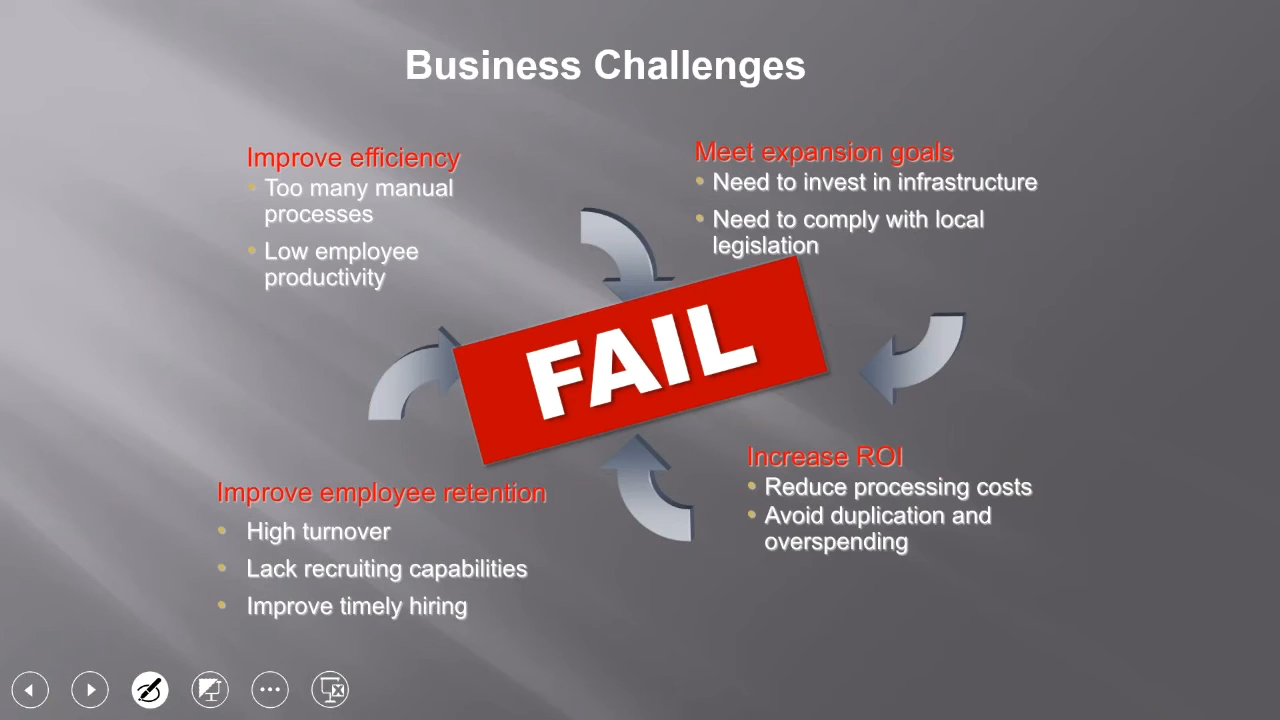 Business Challenges
Improve efficiency
Too many manual
processes
Low employee
productivity
Meet expansion goals
Need to invest in infrastructure
Need to comply with local
legislation
FAIL
Improve employee retention
High turnover
Lack recruiting capabilities
Improve timely hiring
Increase ROI
Reduce processing costs
Avoid duplication and
overspending